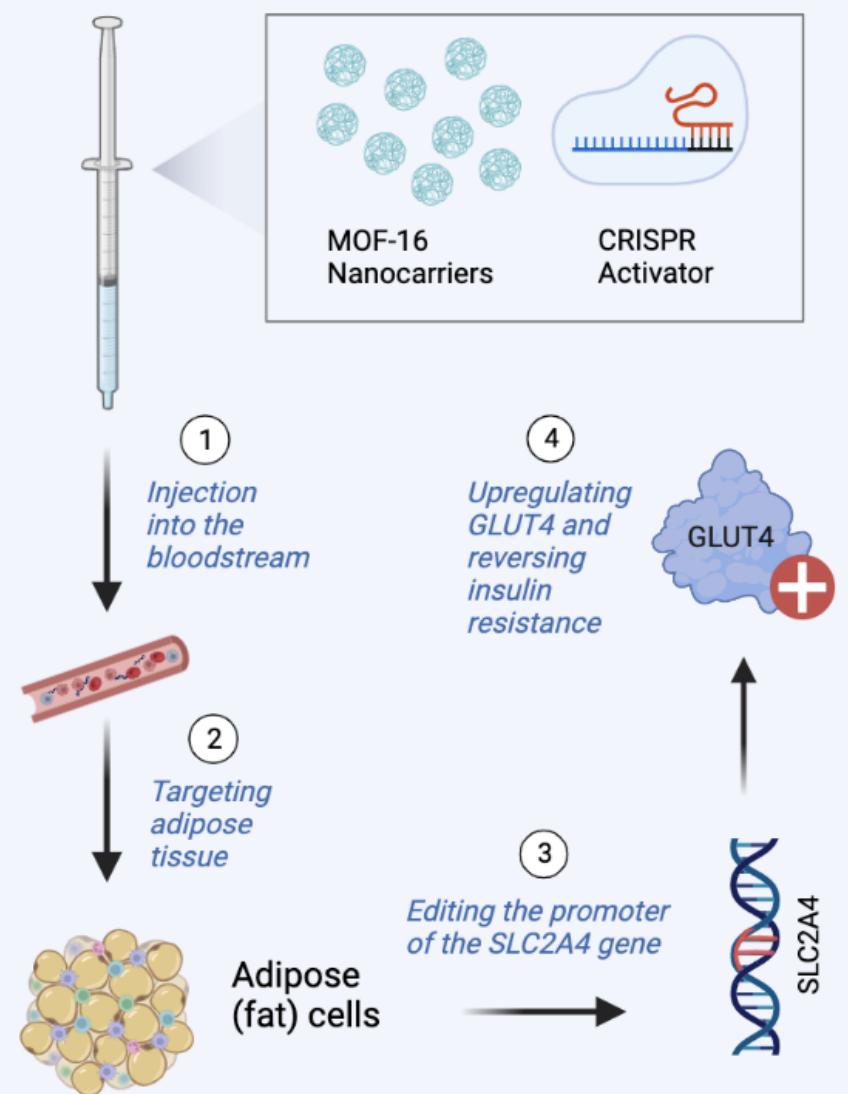 MOF-16
Nanocarriers
CRISPR
Activator
1
Injection
into the
bloodstream
2
Targeting
adipose
tissue
Adipose
(fat) cells
3
Editing the promoter
of the SLC2A4 gene
SLC2A4
4
Upregulating
GLUT4 and
reversing
insulin
resistance
GLUT4